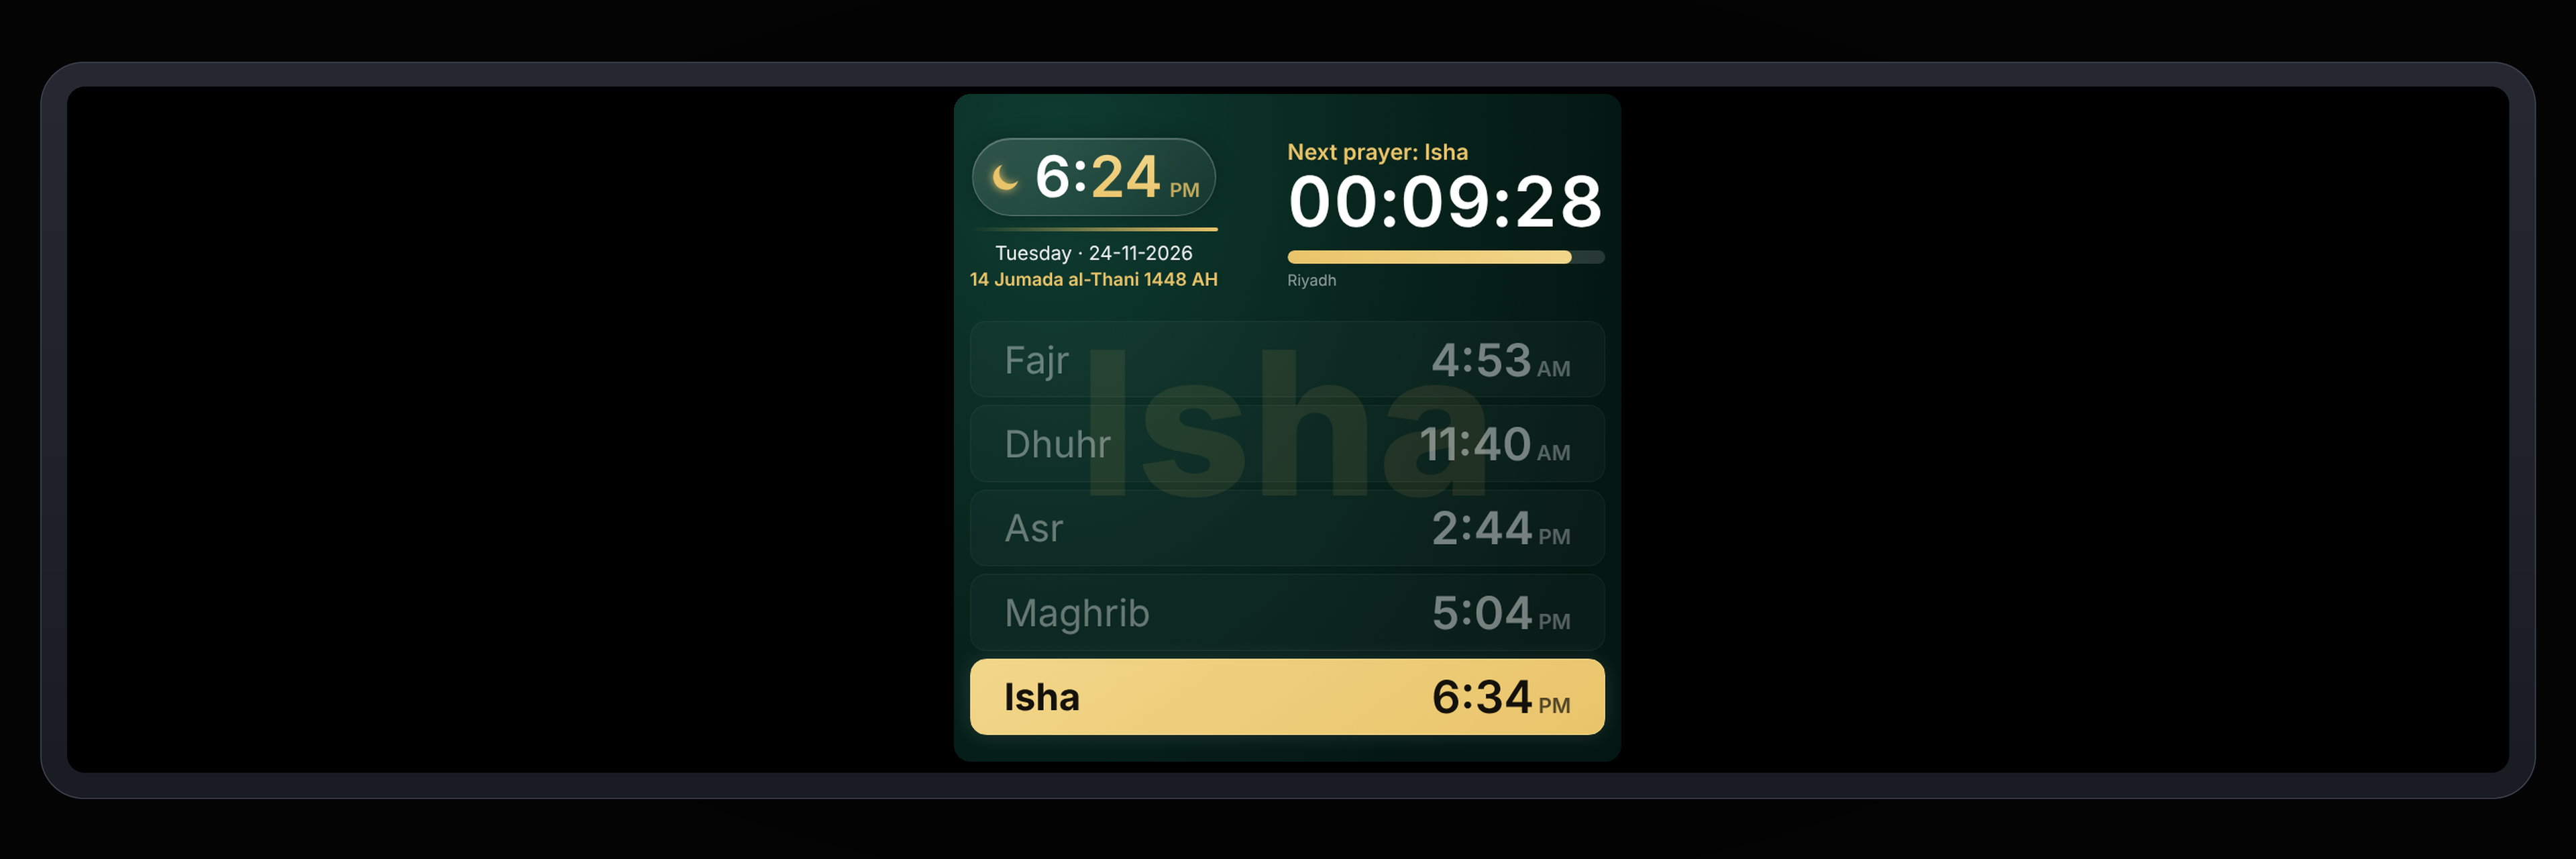 6:24 PM
Tuesday · 24-11-2026
14 Jumada al-Thani 1448 AH
Next prayer: Isha
00:09:28
Riyadh
Isha
Fajr 4:53 AM
Dhuhr 11:40 AM
Asr 2:44 PM
Maghrib 5:04 PM
Isha 6:34 PM